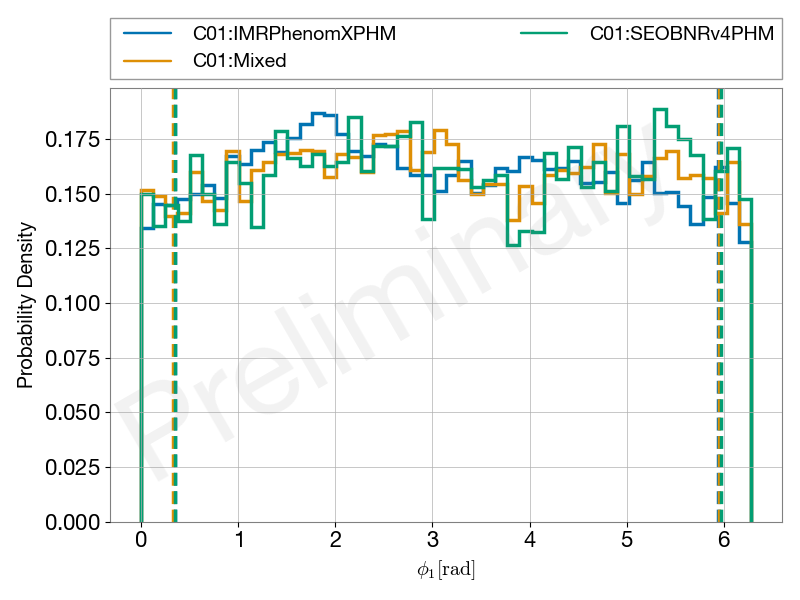 C01:IMRPhenomXPHM
C01:Mixed
C01:SEOBNRv4PHM
0.175
0.150
0.125
0.100
0.075
0.050
0.025
0.000
Probability Density
Preliminary
0 1 2 3 4 5 6
ϕ₁[rad]